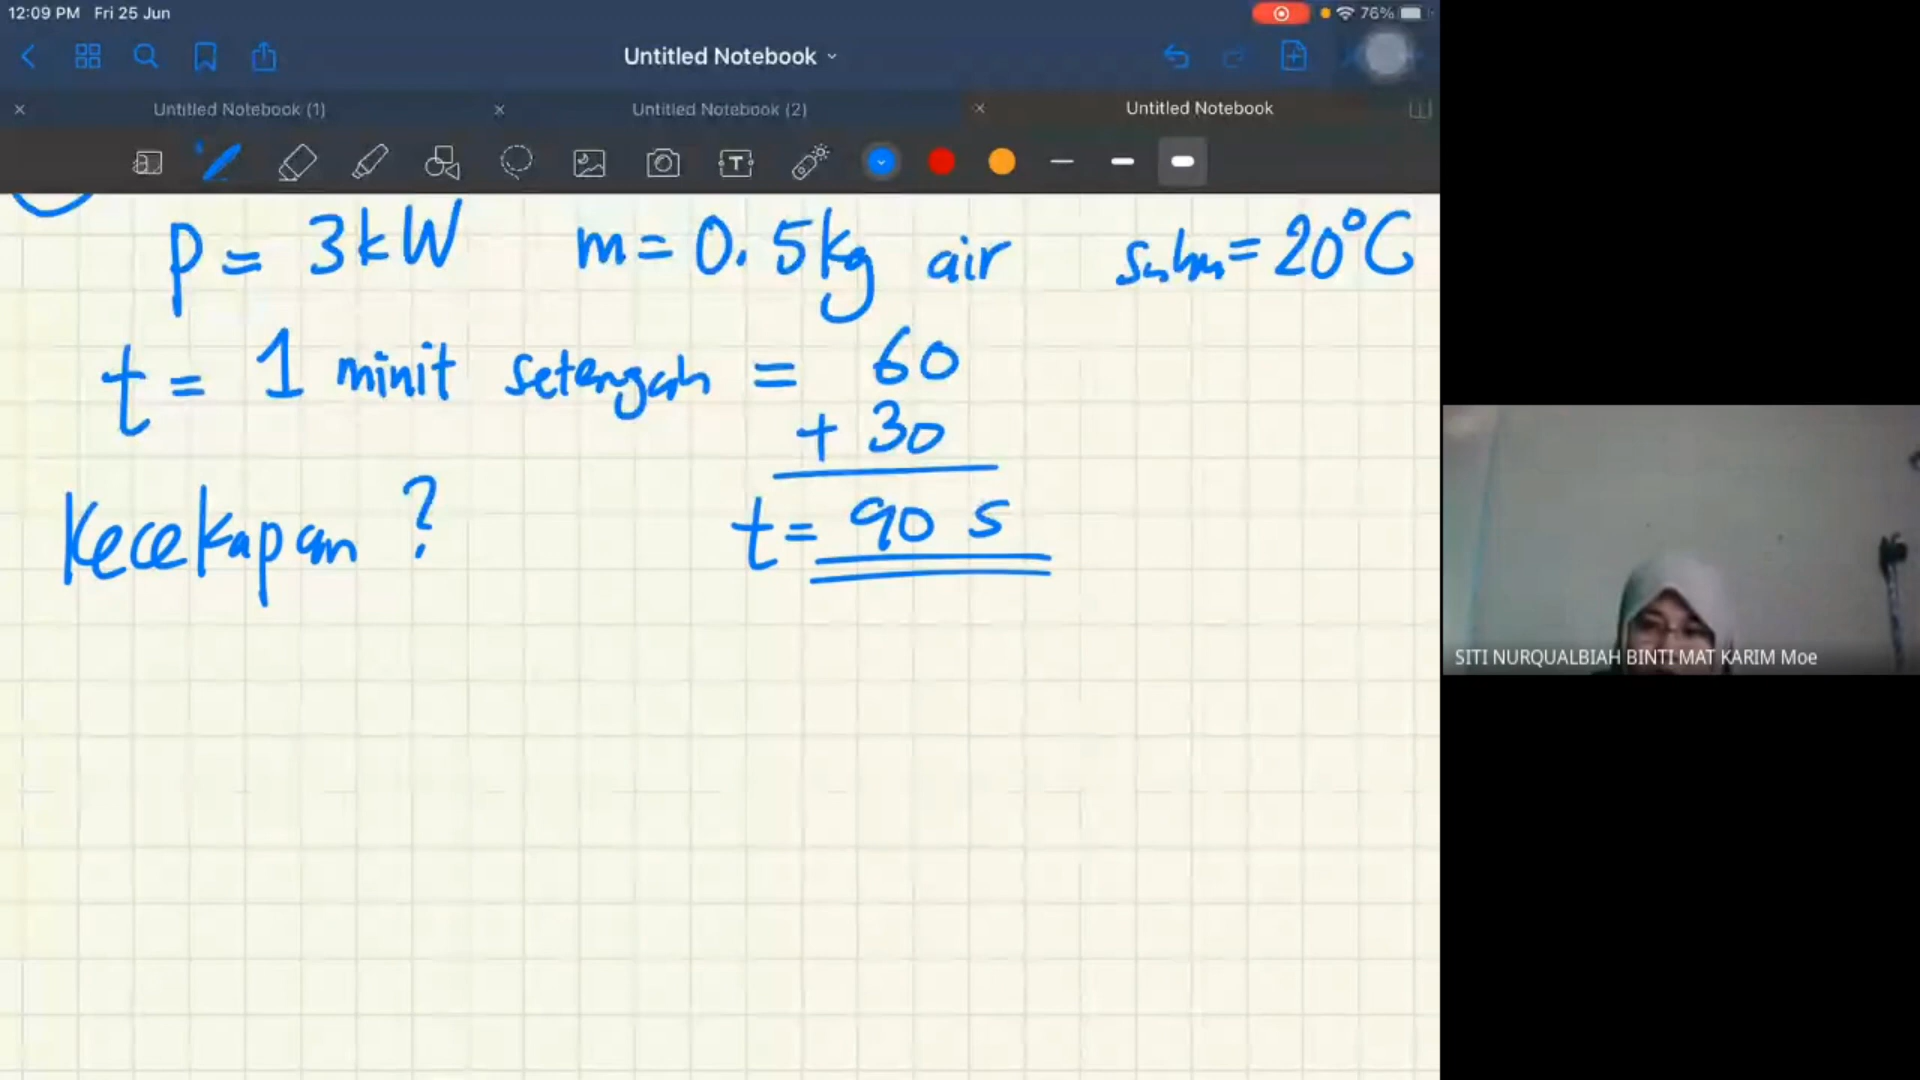 12:09 PM Fri 25 Jun
76%
Untitled Notebook
Untitled Notebook (1)
Untitled Notebook (2)
Untitled Notebook
T
P = 3kW m = 0.5kg air suhu = 20°C
t = 1 minit setengah = 60
+ 30
Kecekapan ?
t = 90 s
SITI NURQUALBIAH BINTI MAT KARIM Moe